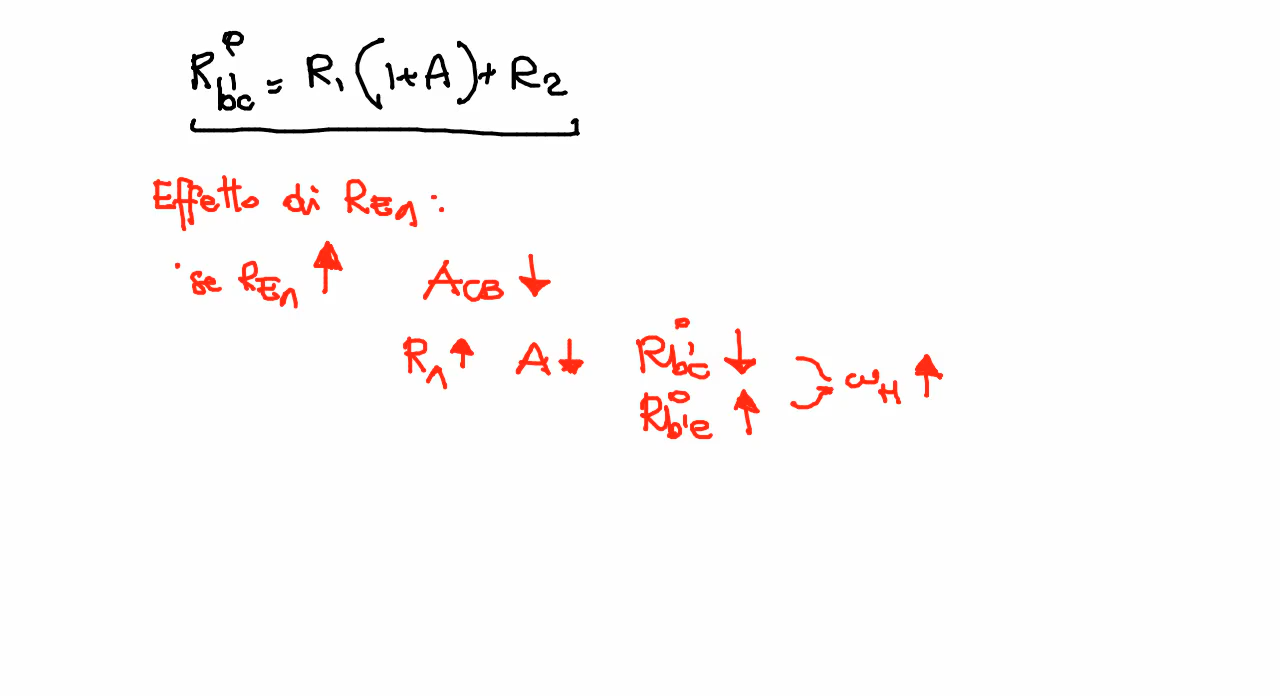 R°b'c = R1 (1+A) + R2
Effetto di RE1 :
· se RE1 ↑ ACB ↓
R1 ↑ A ↓ R°b'c ↓
R°b'e ↑ } ωH ↑